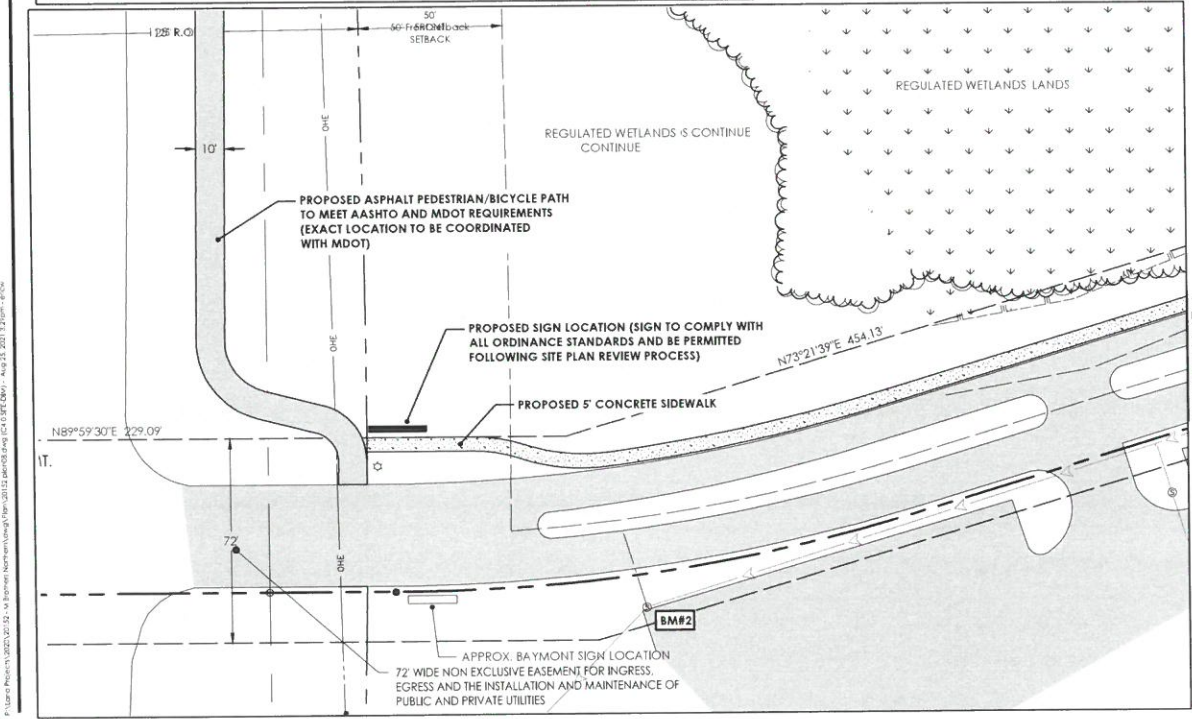 50'
SETBACK
10'
OHE
REGULATED WETLANDS LANDS
REGULATED WETLANDS IS CONTINUE
CONTINUE
PROPOSED ASPHALT PEDESTRIAN/BICYCLE PATH
TO MEET AASHTO AND MDOT REQUIREMENTS
(EXACT LOCATION TO BE COORDINATED
WITH MDOT)
OHE
PROPOSED SIGN LOCATION (SIGN TO COMPLY WITH
ALL ORDINANCE STANDARDS AND BE PERMITTED
FOLLOWING SITE PLAN REVIEW PROCESS)
N73°21'39"E 454.13'
PROPOSED 5' CONCRETE SIDEWALK
N89°59'30"E 229.09'
72'
OHE
S
S
BM#2
APPROX. BAYMONT SIGN LOCATION
72' WIDE NON EXCLUSIVE EASEMENT FOR INGRESS,
EGRESS AND THE INSTALLATION AND MAINTENANCE OF
PUBLIC AND PRIVATE UTILITIES